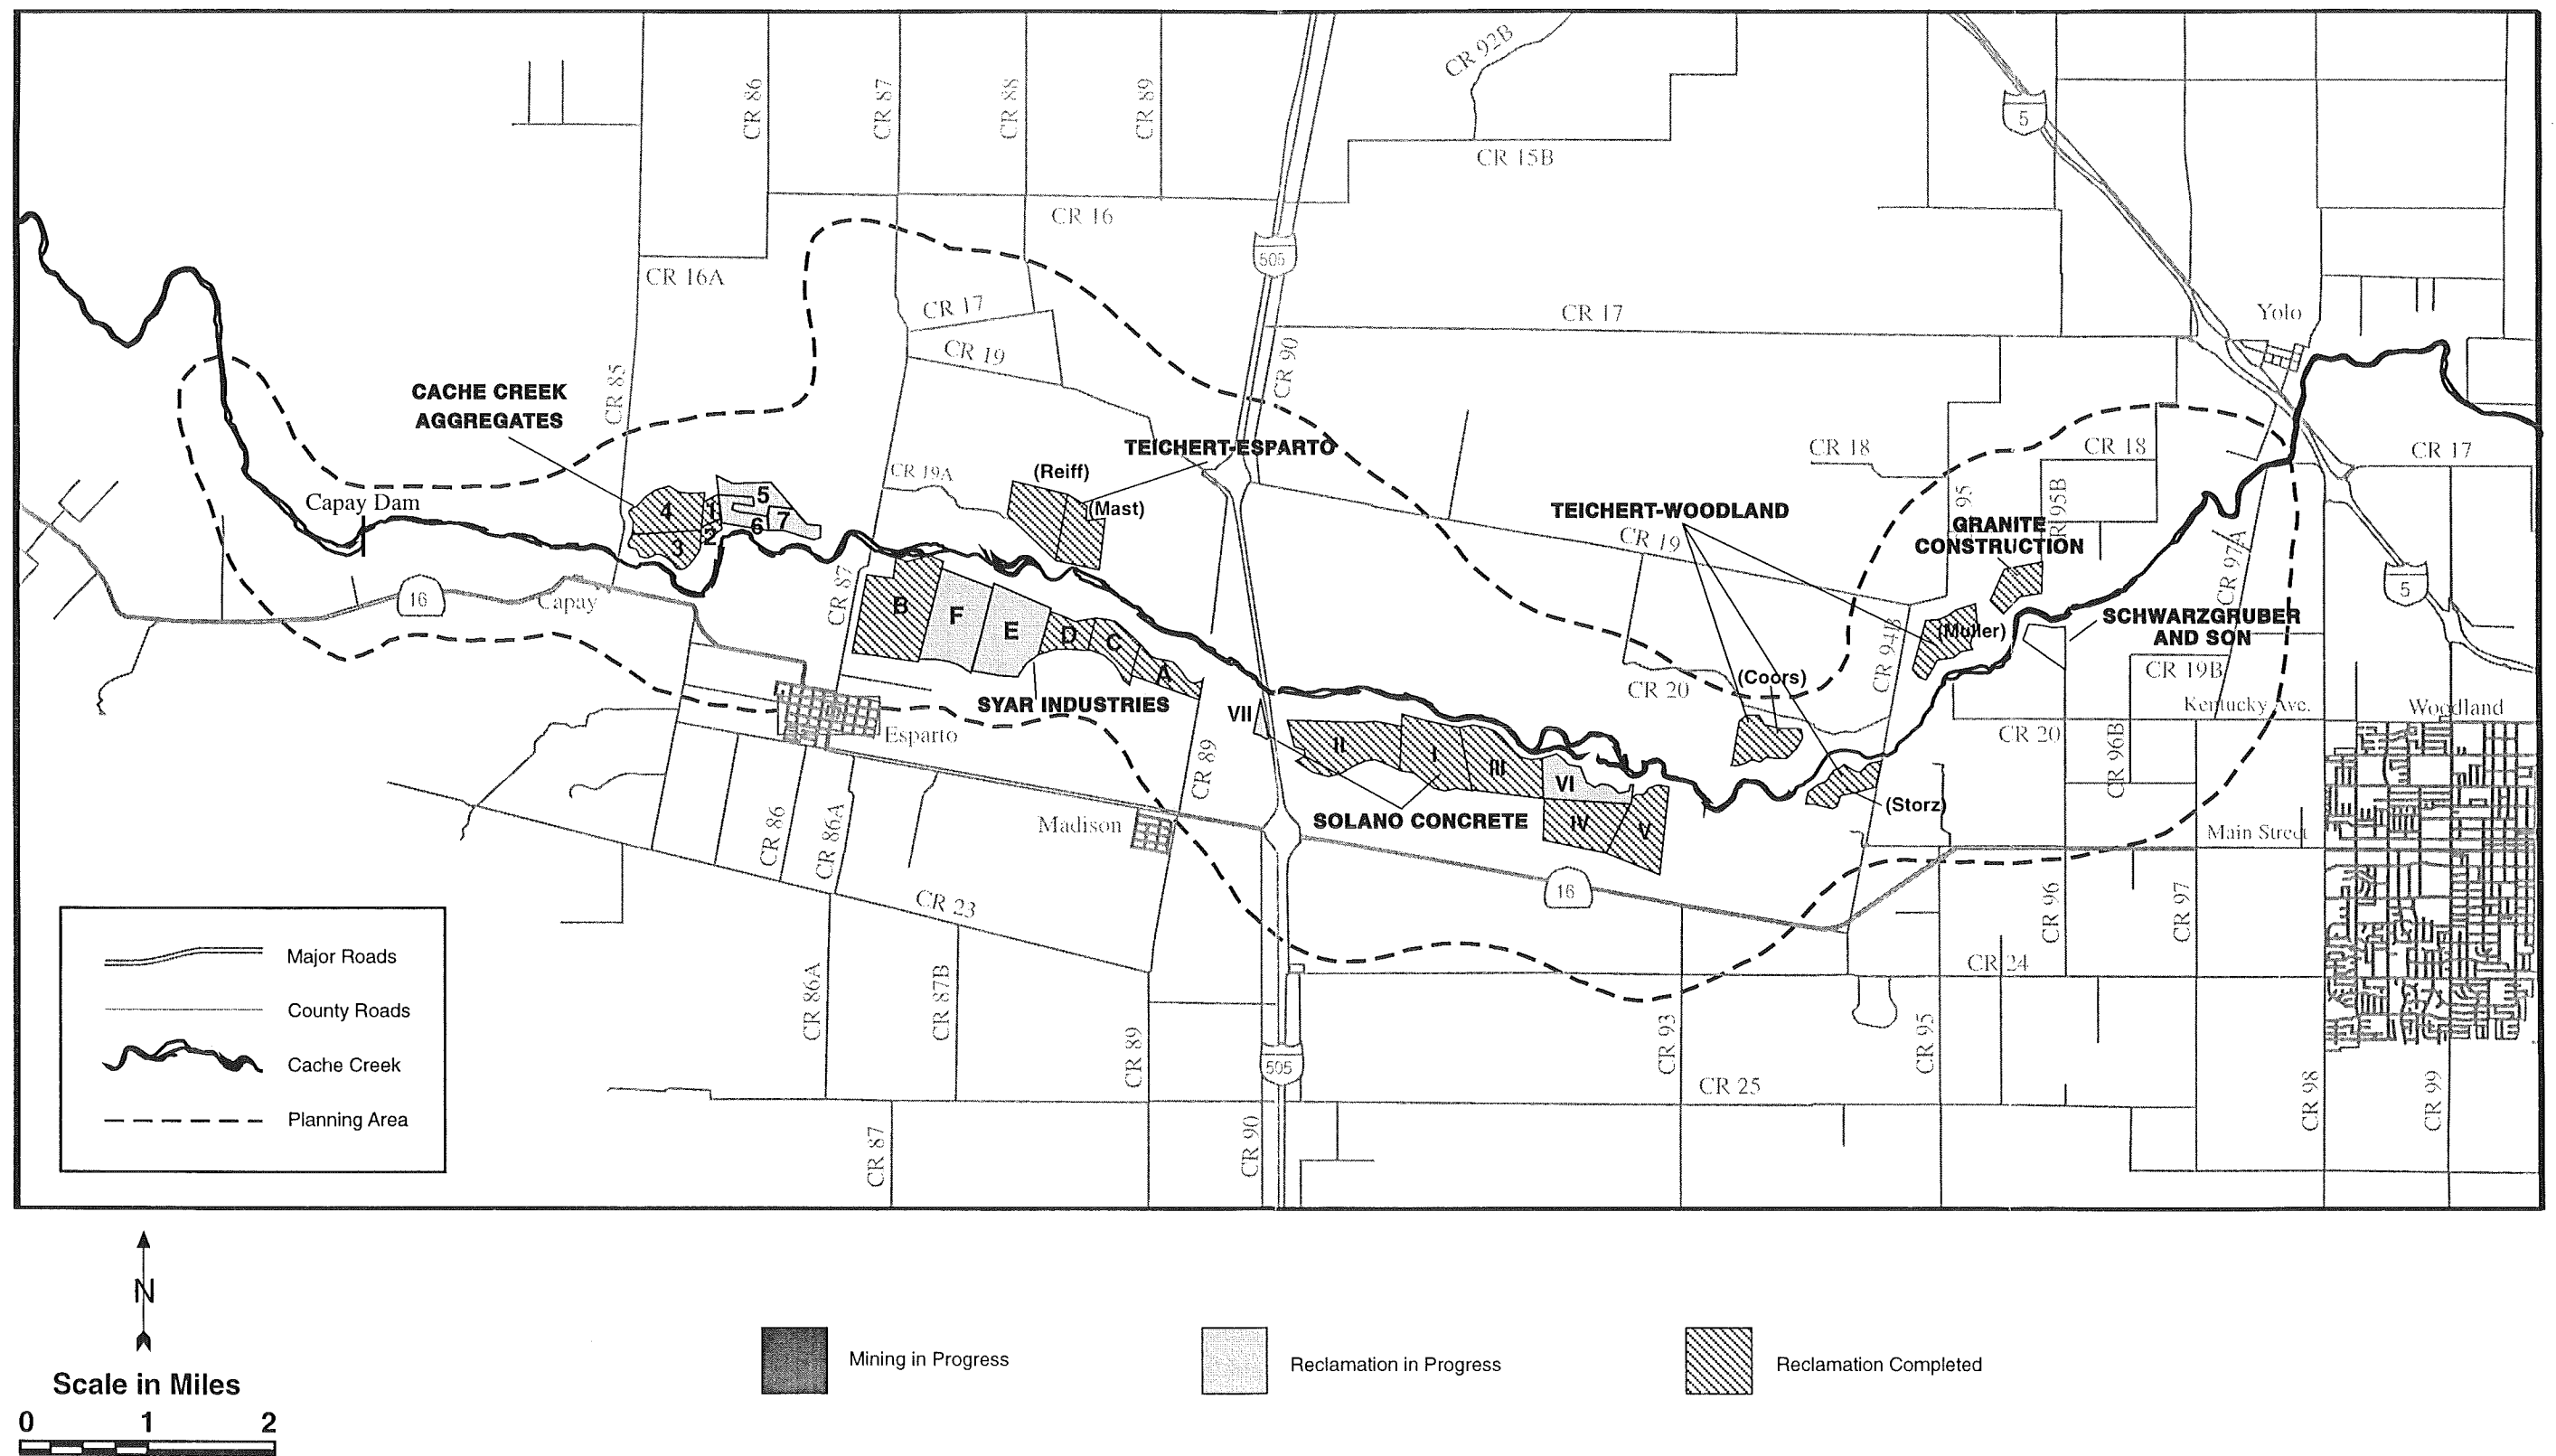 CR 92B
CR 86
CR 87
CR 88
CR 89
5
CR 15B
CR 16
505
CR 16A
CR 17
CR 17
Yolo
CR 19
CR 90
CR 85
CACHE CREEK
AGGREGATES
TEICHERT-ESPARTO
CR 18
CR 18
CR 17
CR 19A
(Reiff)
(Mast)
Capay Dam
4
1
5
2
6
7
3
TEICHERT-WOODLAND
95
95B
GRANITE
CONSTRUCTION
CR 19
CR 97A
5
16
Capay
CR 87
B
F
E
D
C
A
(Muller)
SCHWARZGRUBER
AND SON
CR 94B
CR 19B
(Coors)
CR 20
SYAR INDUSTRIES
VII
Kentucky Ave.
Woodland
Esparto
CR 20
CR 96B
II
I
III
VI
CR 89
(Storz)
SOLANO CONCRETE
IV
V
Madison
CR 86
CR 86A
Main Street
16
CR 23
CR 96
CR 97
CR 24
Major Roads
County Roads
Cache Creek
Planning Area
CR 86A
CR 87B
CR 89
505
CR 93
CR 95
CR 25
CR 98
CR 99
CR 87
CR 90
N
Scale in Miles
0 1 2
Mining in Progress
Reclamation in Progress
Reclamation Completed